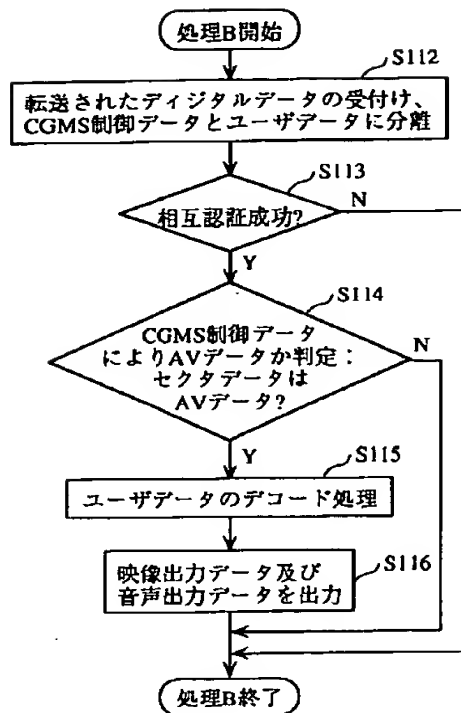 処理B開始
S112
転送されたディジタルデータの受付け、
CGMS制御データとユーザデータに分離
S113
相互認証成功?
N
Y
S114
CGMS制御データ
によりAVデータか判定：
セクタデータは
AVデータ?
N
Y
S115
ユーザデータのデコード処理
S116
映像出力データ及び
音声出力データを出力
処理B終了